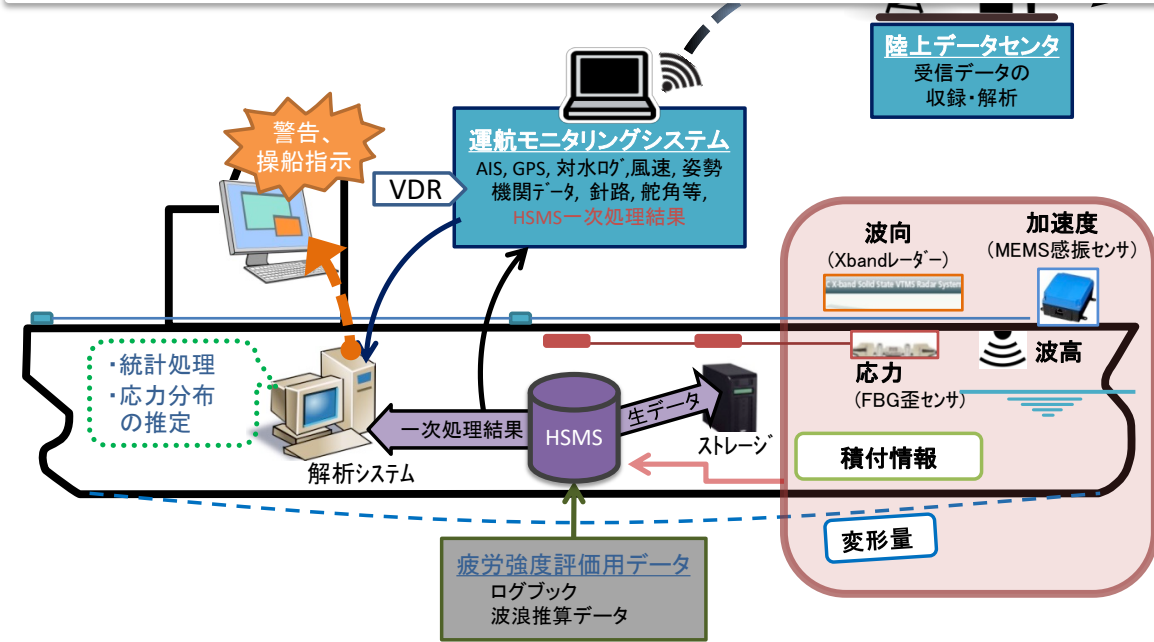 陸上データセンタ
受信データの
収録・解析
警告、
操船指示
運航モニタリングシステム
AIS, GPS, 対水ログ,風速, 姿勢
機関データ, 針路, 舵角等,
HSMS一次処理結果
VDR
波向
(Xbandレーダー)
加速度
(MEMS感振センサ)
C X-band Solid State VTMS Radar System
・統計処理
・応力分布
の推定
波高
応力
(FBG歪センサ)
一次処理結果
HSMS
生データ
ストレージ
解析システム
積付情報
変形量
疲労強度評価用データ
ログブック
波浪推算データ